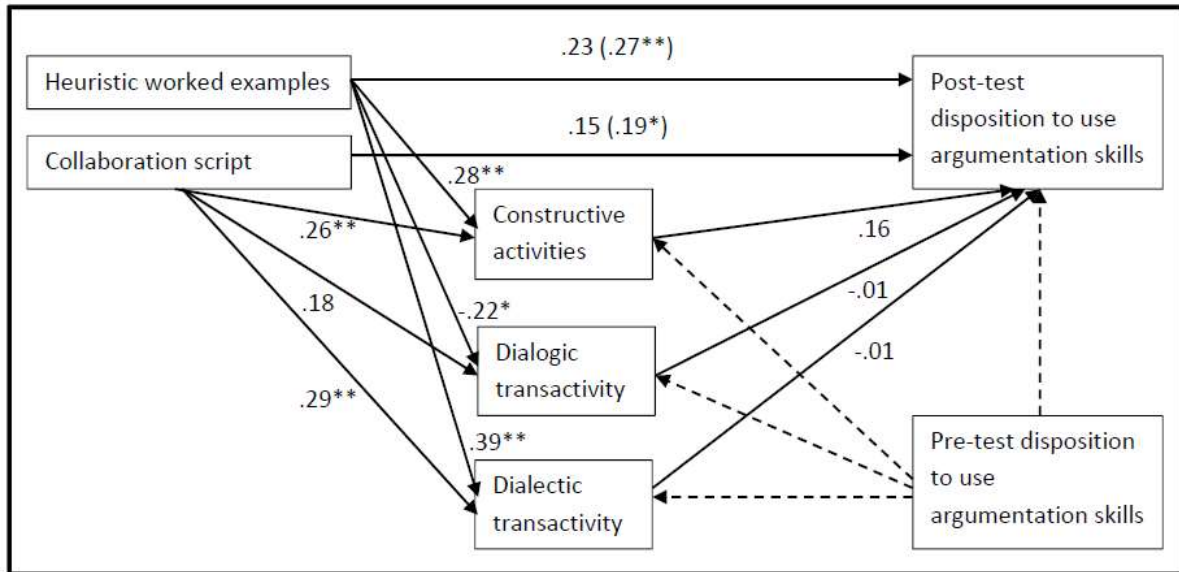 .23 (.27**)
Heuristic worked examples
Post-test
disposition to use
argumentation skills
.15 (.19*)
Collaboration script
.28**
Constructive
activities
.26**
.16
.18
-.22*
-.01
Dialogic
transactivity
-.01
.29**
.39**
Pre-test disposition
to use
argumentation skills
Dialectic
transactivity